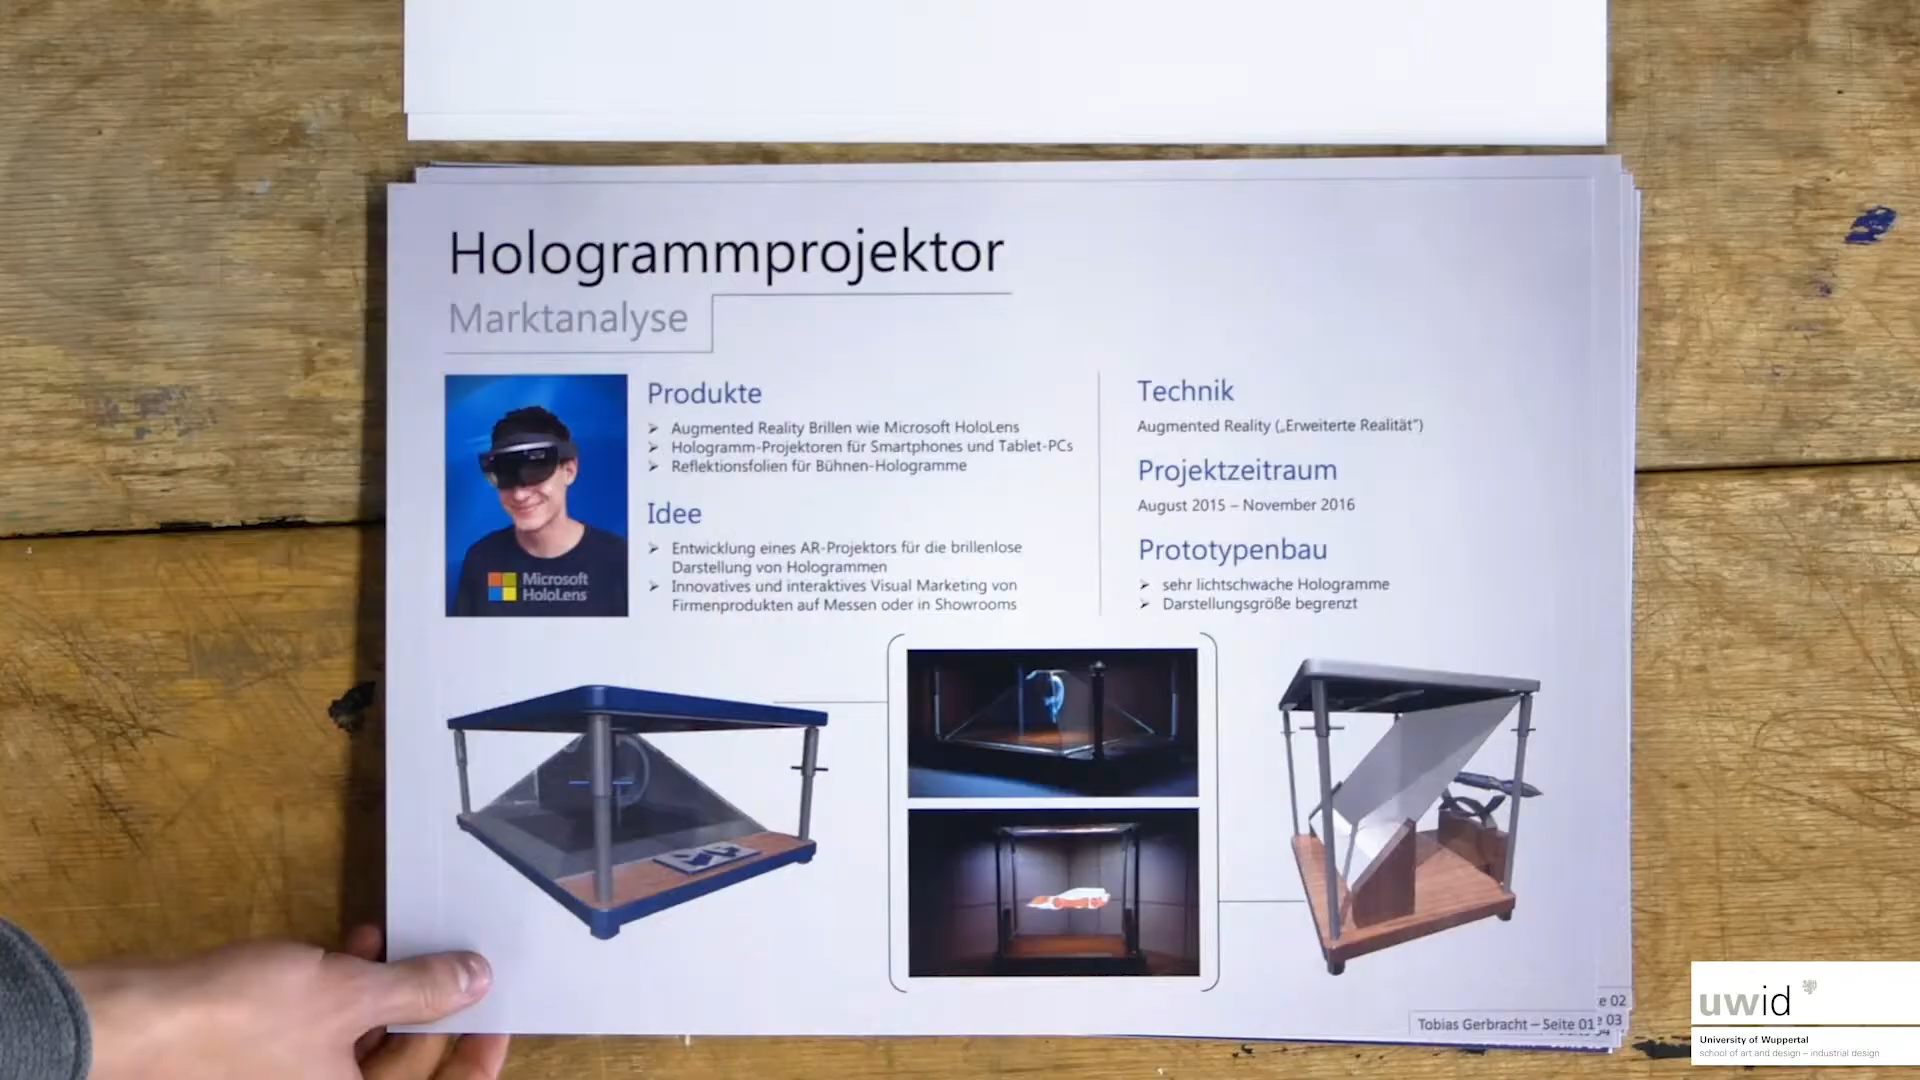 Hologrammprojektor
Marktanalyse
Produkte
Augmented Reality Brillen wie Microsoft HoloLens
Hologramm-Projektoren für Smartphones und Tablet-PCs
Reflektionsfolien für Bühnen-Hologramme
Idee
Entwicklung eines AR-Projektors für die brillenlose
Darstellung von Hologrammen
Innovatives und interaktives Visual Marketing von
Firmenprodukten auf Messen oder in Showrooms
Microsoft
HoloLens
Technik
Augmented Reality („Erweiterte Realität")
Projektzeitraum
August 2015 – November 2016
Prototypenbau
sehr lichtschwache Hologramme
Darstellungsgröße begrenzt
e 02
03
Tobias Gerbracht – Seite 01
uwid
University of Wuppertal
school of art and design – industrial design